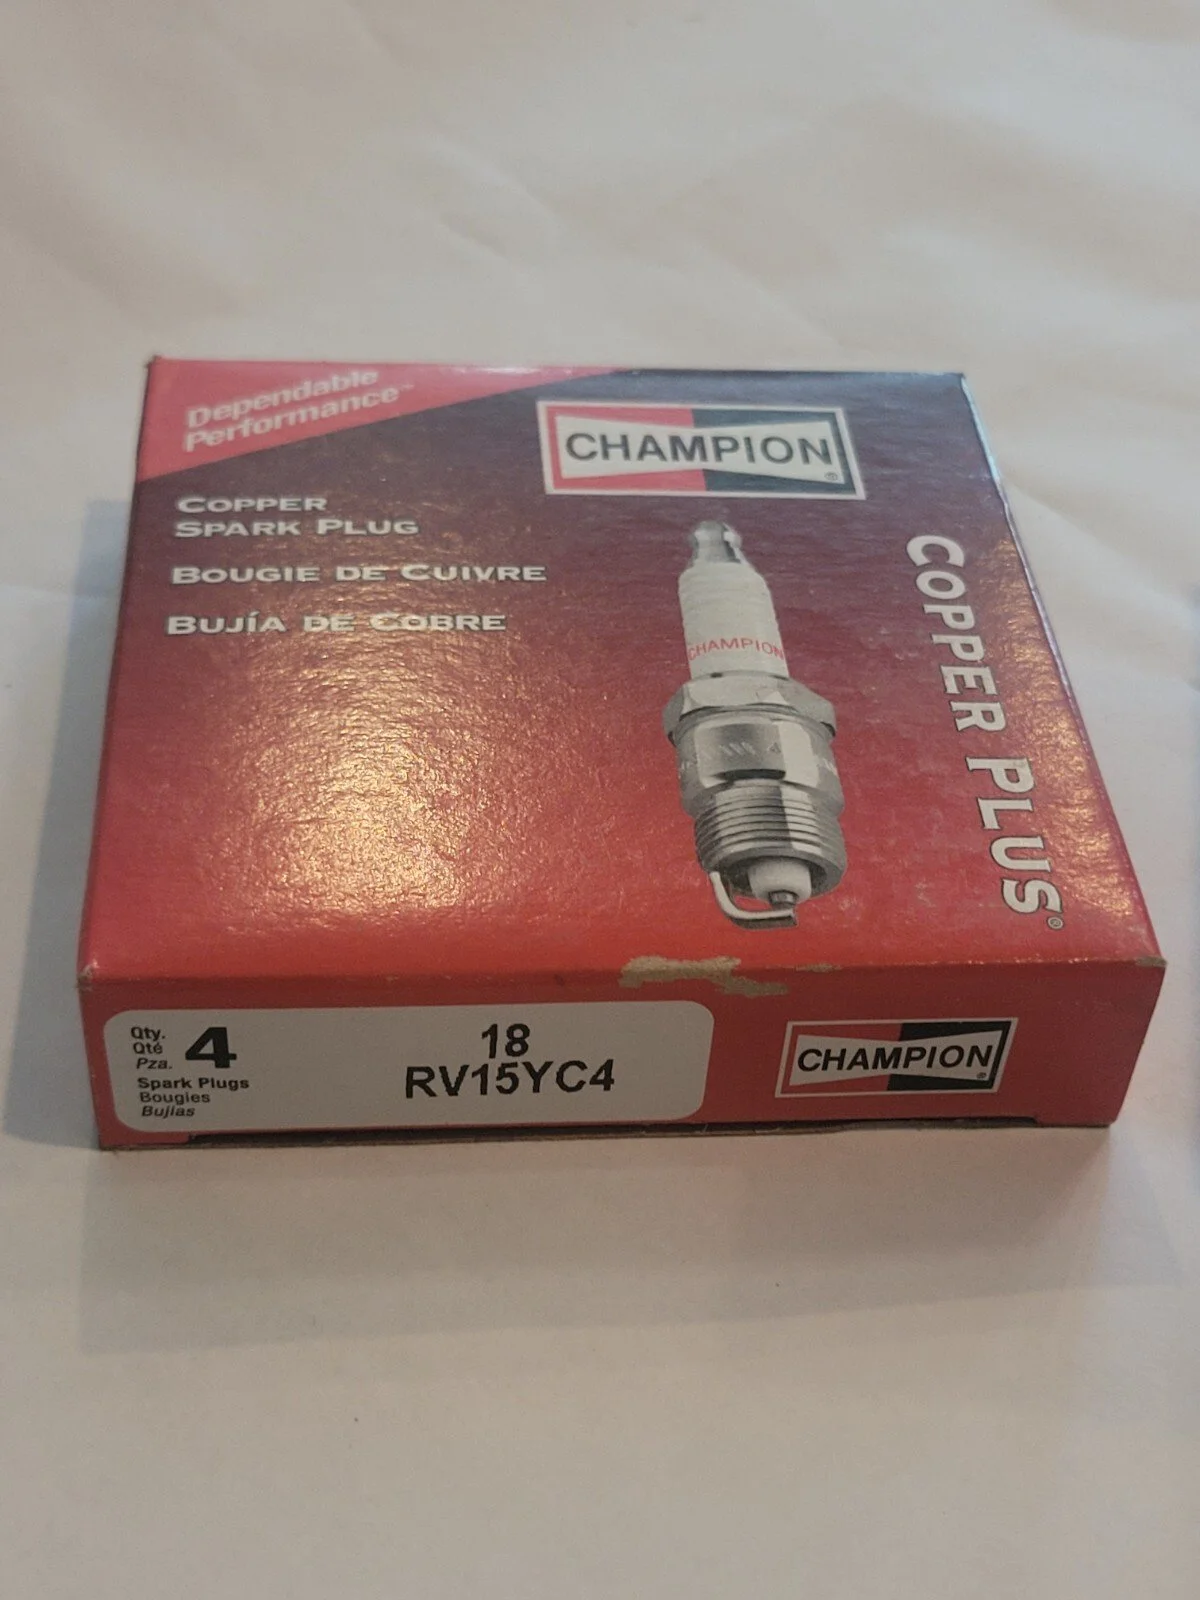 Dependable
Performance™
CHAMPION®
COPPER
SPARK PLUG
BOUGIE DE CUIVRE
BUJÍA DE COBRE
CHAMPION
COPPER PLUS®
Qty.
Qté
Pza.
4
Spark Plugs
Bougies
Bujías
18
RV15YC4
CHAMPION®